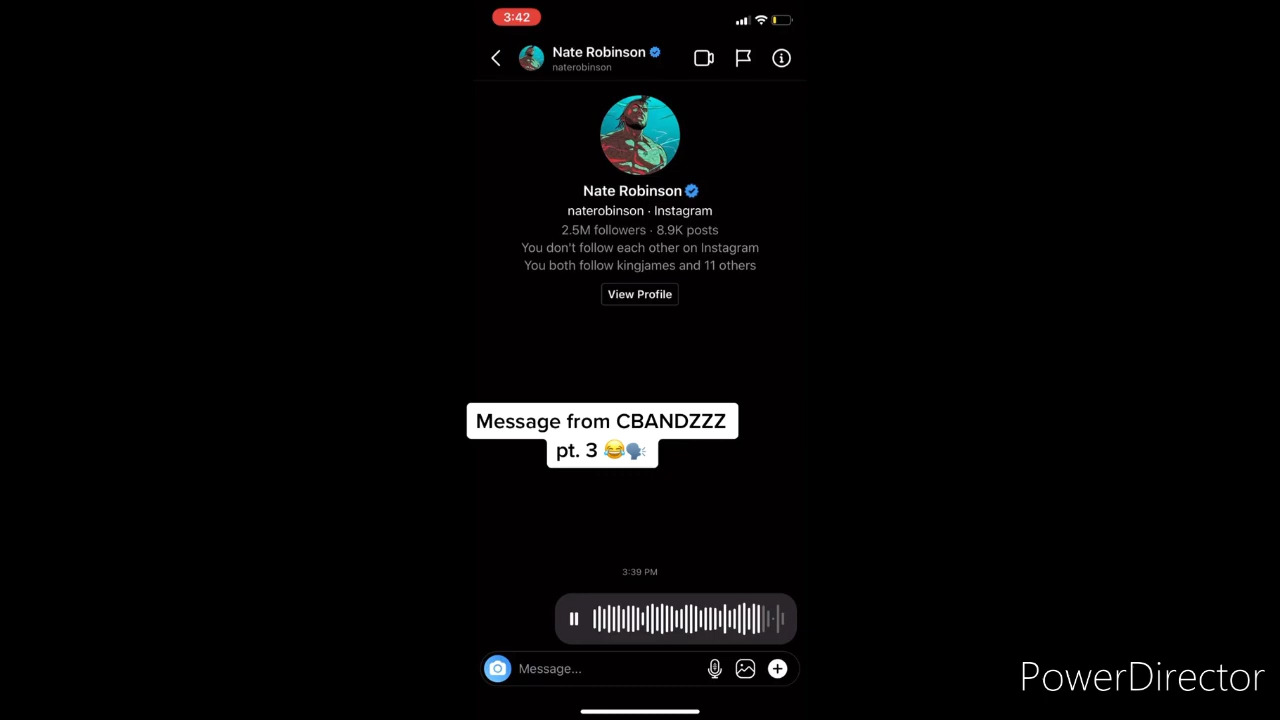 3:42
Nate Robinson
naterobinson
Nate Robinson
naterobinson · Instagram
2.5M followers · 8.9K posts
You don't follow each other on Instagram
You both follow kingjames and 11 others
View Profile
Message from CBANDZZZ
pt. 3 😂🗣️
3:39 PM
Message...
PowerDirector